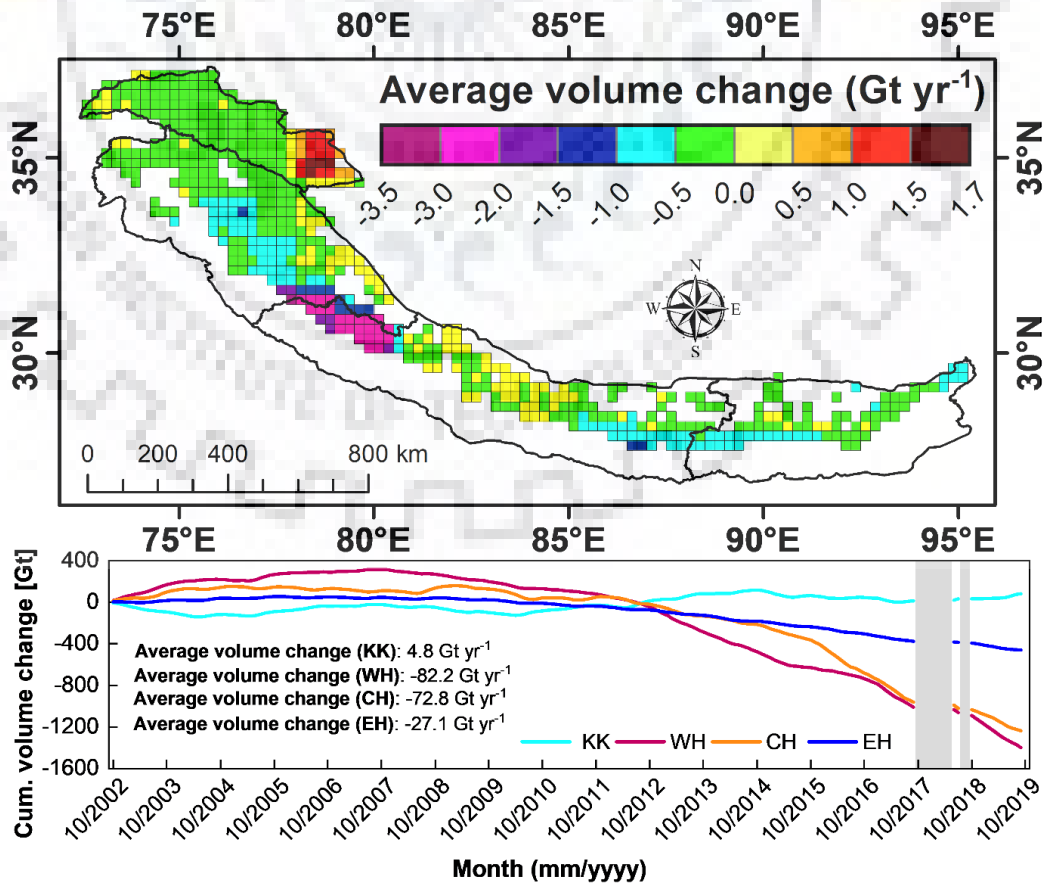 75°E 80°E 85°E 90°E 95°E
Average volume change (Gt yr-1)
-3.5 -3.0 -2.0 -1.5 -1.0 -0.5 0.0 0.5 1.0 1.5 1.7
35°N 35°N
30°N 30°N
N
W E
S
0 200 400 800 km
75°E 80°E 85°E 90°E 95°E
Cum. volume change [Gt]
400
0
-400
-800
-1200
-1600
Average volume change (KK): 4.8 Gt yr-1
Average volume change (WH): -82.2 Gt yr-1
Average volume change (CH): -72.8 Gt yr-1
Average volume change (EH): -27.1 Gt yr-1
KK WH CH EH
10/2002 10/2003 10/2004 10/2005 10/2006 10/2007 10/2008 10/2009 10/2010 10/2011 10/2012 10/2013 10/2014 10/2015 10/2016 10/2017 10/2018 10/2019
Month (mm/yyyy)